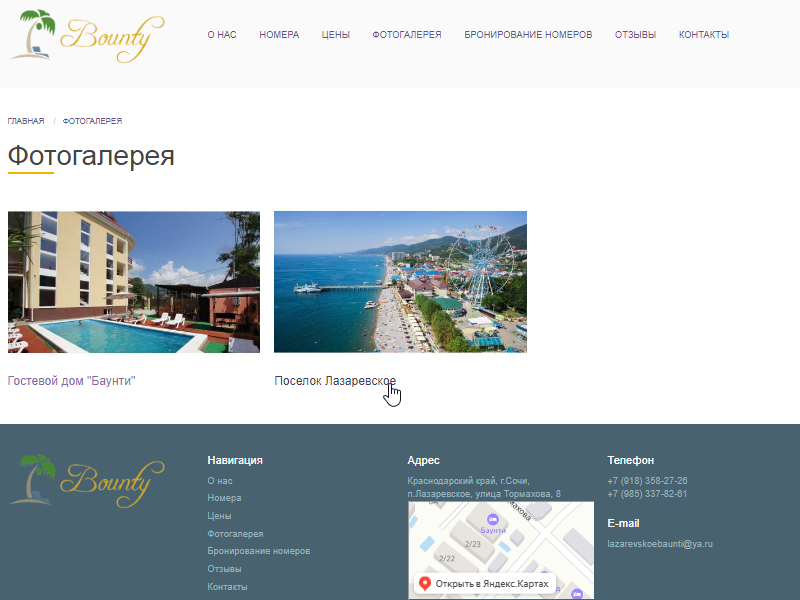 Bounty
О НАС
НОМЕРА
ЦЕНЫ
ФОТОГАЛЕРЕЯ
БРОНИРОВАНИЕ НОМЕРОВ
ОТЗЫВЫ
КОНТАКТЫ
ГЛАВНАЯ / ФОТОГАЛЕРЕЯ
Фотогалерея
Гостевой дом "Баунти"
Поселок Лазаревское
Bounty
Навигация
О нас
Номера
Цены
Фотогалерея
Бронирование номеров
Отзывы
Контакты
Адрес
Краснодарский край, г.Сочи,
п.Лазаревское, улица Тормахова, 8
Баунти
2/23
2/22
Открыть в Яндекс.Картах
Телефон
+7 (918) 358-27-26
+7 (985) 337-82-61
E-mail
lazarevskoebaunti@ya.ru